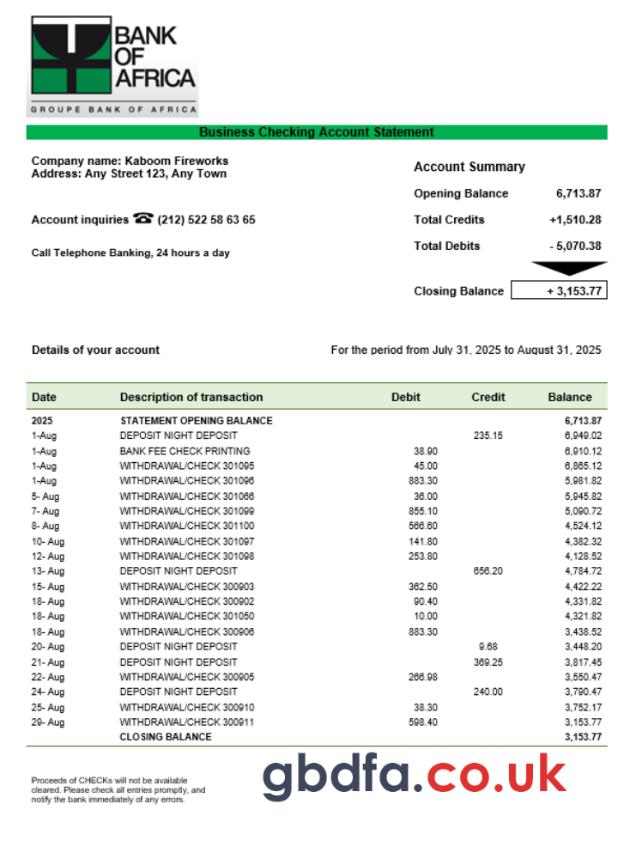 BANK
OF
AFRICA
GROUPE BANK OF AFRICA
Business Checking Account Statement
Company name: Kaboom Fireworks
Address: Any Street 123, Any Town
Account inquiries ☎ (212) 522 58 63 65
Call Telephone Banking, 24 hours a day
Account Summary
Opening Balance 6,713.87
Total Credits +1,510.28
Total Debits - 5,070.38
Closing Balance + 3,153.77
Details of your account For the period from July 31, 2025 to August 31, 2025
Date Description of transaction Debit Credit Balance
2025 STATEMENT OPENING BALANCE 6,713.87
1-Aug DEPOSIT NIGHT DEPOSIT 235.15 6,949.02
1-Aug BANK FEE CHECK PRINTING 38.90 6,910.12
1-Aug WITHDRAWAL/CHECK 301095 45.00 6,865.12
1-Aug WITHDRAWAL/CHECK 301096 883.30 5,981.82
5- Aug WITHDRAWAL/CHECK 301066 36.00 5,945.82
7- Aug WITHDRAWAL/CHECK 301099 855.10 5,090.72
8- Aug WITHDRAWAL/CHECK 301100 566.60 4,524.12
10- Aug WITHDRAWAL/CHECK 301097 141.80 4,382.32
12- Aug WITHDRAWAL/CHECK 301098 253.80 4,128.52
13- Aug DEPOSIT NIGHT DEPOSIT 656.20 4,784.72
15- Aug WITHDRAWAL/CHECK 300903 362.50 4,422.22
18- Aug WITHDRAWAL/CHECK 300902 90.40 4,331.82
18- Aug WITHDRAWAL/CHECK 301050 10.00 4,321.82
18- Aug WITHDRAWAL/CHECK 300906 883.30 3,438.52
20- Aug DEPOSIT NIGHT DEPOSIT 9.68 3,448.20
21- Aug DEPOSIT NIGHT DEPOSIT 369.25 3,817.45
22- Aug WITHDRAWAL/CHECK 300905 266.98 3,550.47
24- Aug DEPOSIT NIGHT DEPOSIT 240.00 3,790.47
25- Aug WITHDRAWAL/CHECK 300910 38.30 3,752.17
29- Aug WITHDRAWAL/CHECK 300911 598.40 3,153.77
CLOSING BALANCE 3,153.77
Proceeds of CHECKs will not be available
cleared. Please check all entries promptly, and
notify the bank immediately of any errors.
gbdfa.co.uk